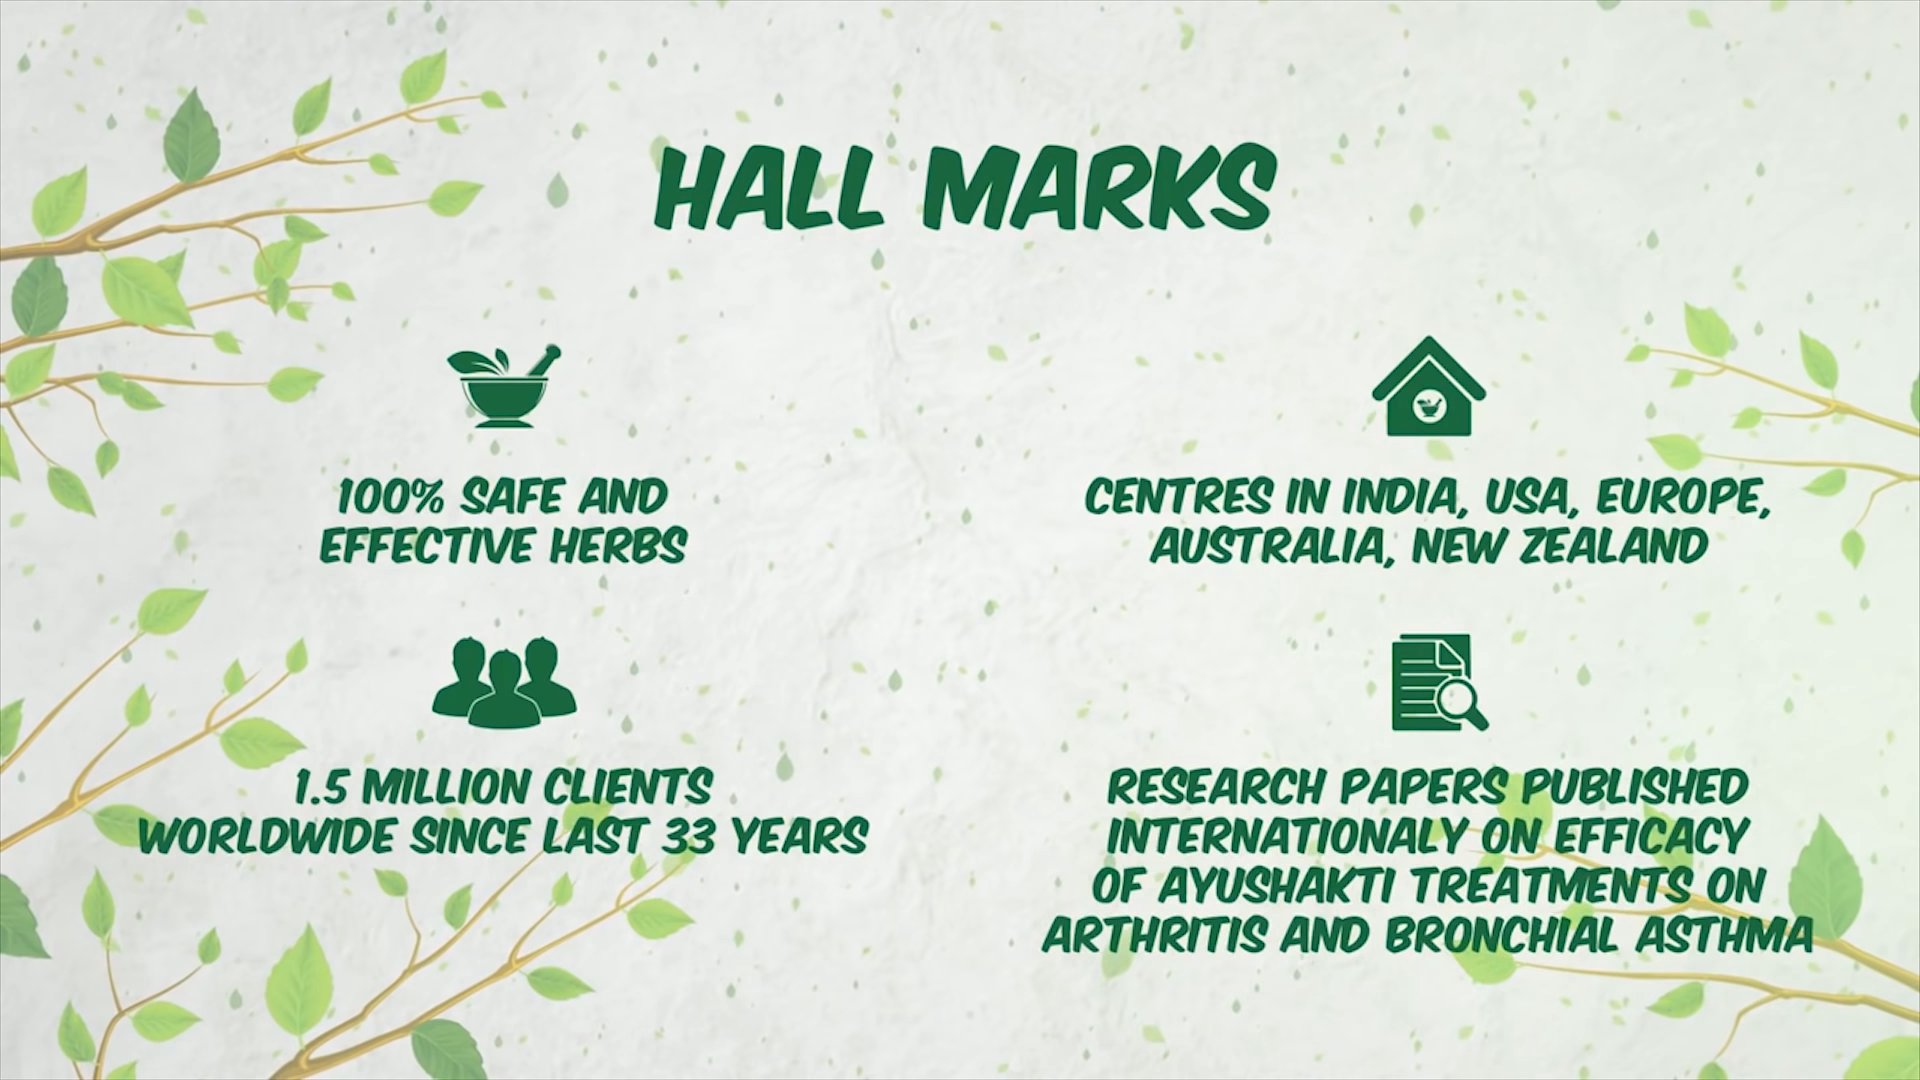 HALL MARKS
100% SAFE AND
EFFECTIVE HERBS
CENTRES IN INDIA, USA, EUROPE,
AUSTRALIA, NEW ZEALAND
1.5 MILLION CLIENTS
WORLDWIDE SINCE LAST 33 YEARS
RESEARCH PAPERS PUBLISHED
INTERNATIONALY ON EFFICACY
OF AYUSHAKTI TREATMENTS ON
ARTHRITIS AND BRONCHIAL ASTHMA